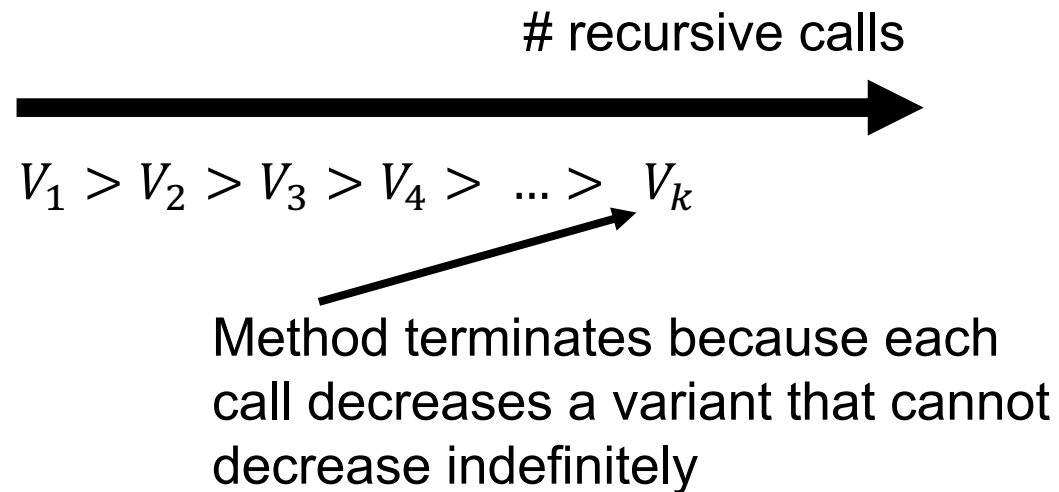 # recursive calls
𝑉₁ > 𝑉₂ > 𝑉₃ > 𝑉₄ > ... > 𝑉ₖ
Method terminates because each
call decreases a variant that cannot
decrease indefinitely